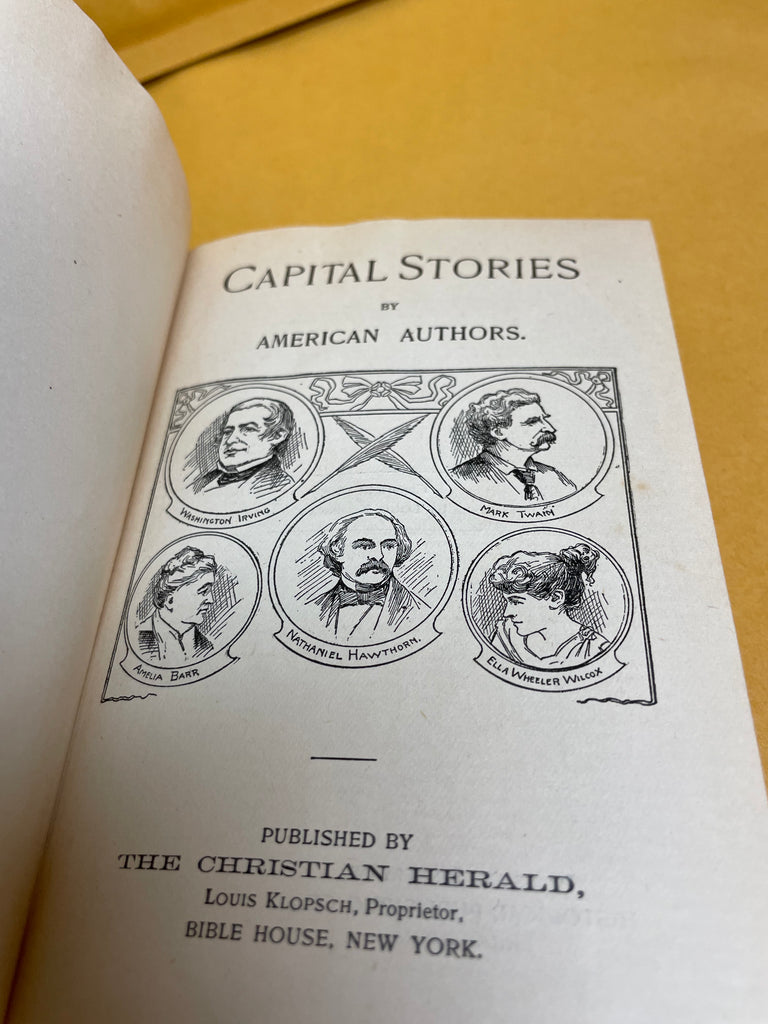 CAPITAL STORIES
BY
AMERICAN AUTHORS.
WASHINGTON IRVING
MARK TWAIN
NATHANIEL HAWTHORN.
AMELIA BARR
ELLA WHEELER WILCOX
PUBLISHED BY
THE CHRISTIAN HERALD,
LOUIS KLOPSCH, Proprietor,
BIBLE HOUSE, NEW YORK.